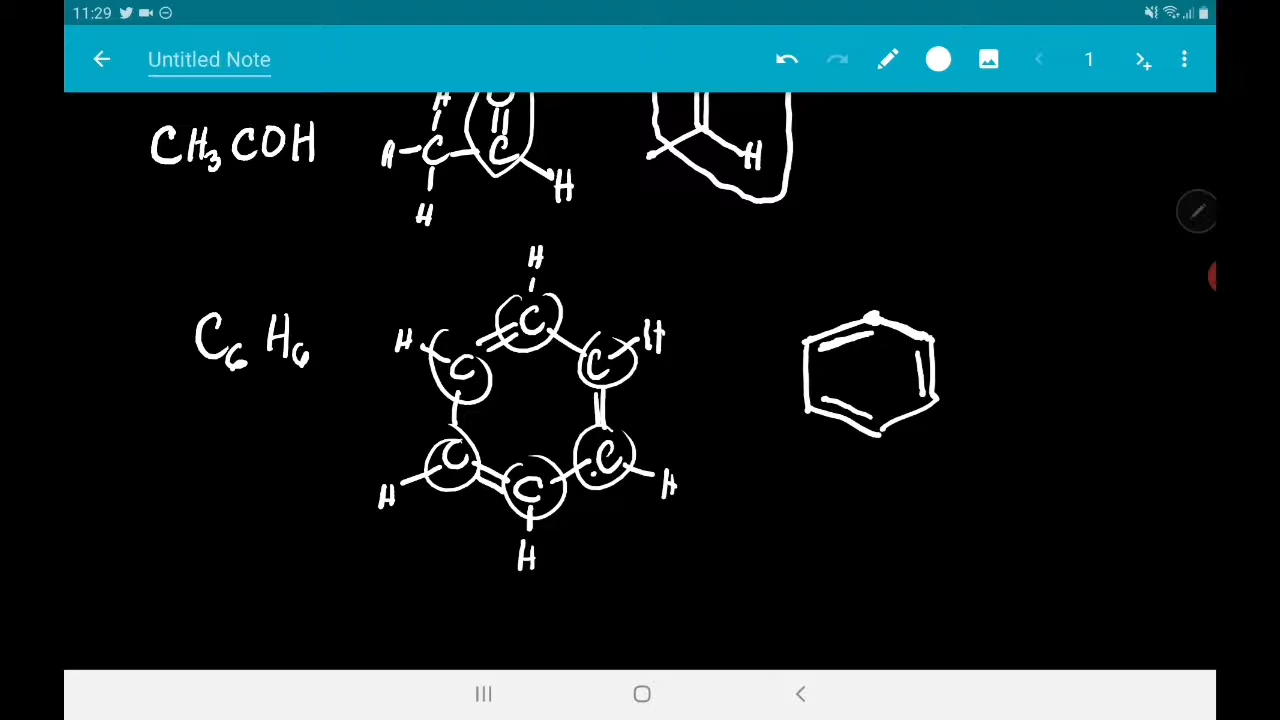 11:29
Untitled Note
1
CH₃COH
H
H C C
H
H
H
H
C₆H₆
H
C
H C C H
H C C C H
H